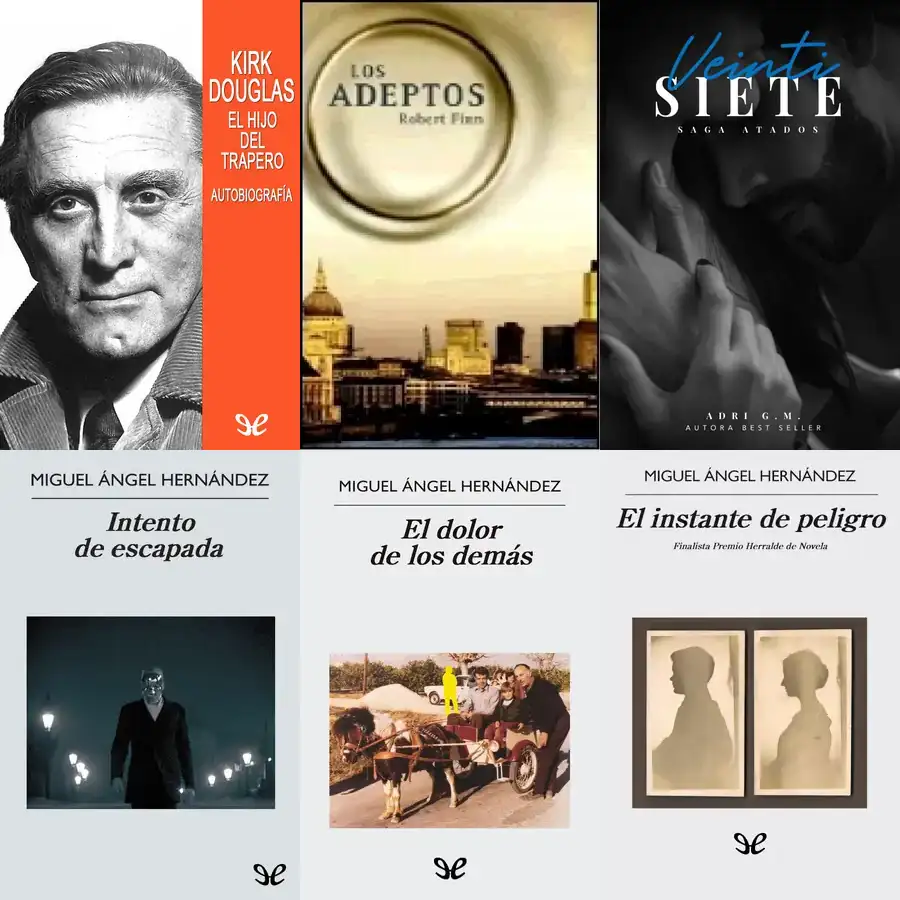 KIRK
DOUGLAS
EL HIJO
DEL
TRAPERO
AUTOBIOGRAFÍA
LOS
ADEPTOS
Robert Finn
Veinti
SIETE
SAGA ATADOS
ADRI G.M.
AUTORA BEST SELLER
MIGUEL ÁNGEL HERNÁNDEZ
Intento
de escapada
MIGUEL ÁNGEL HERNÁNDEZ
El dolor
de los demás
MIGUEL ÁNGEL HERNÁNDEZ
El instante de peligro
Finalista Premio Herralde de Novela